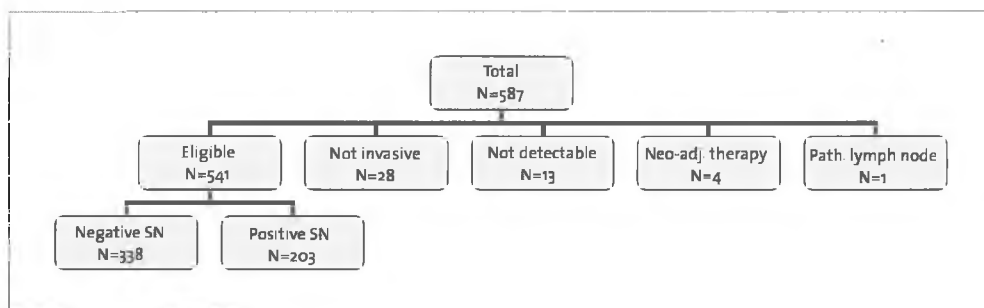 Total
N=587
Eligible
N=541
Not invasive
N=28
Not detectable
N=13
Neo-adj. therapy
N=4
Path. lymph node
N=1
Negative SN
N=338
Positive SN
N=203